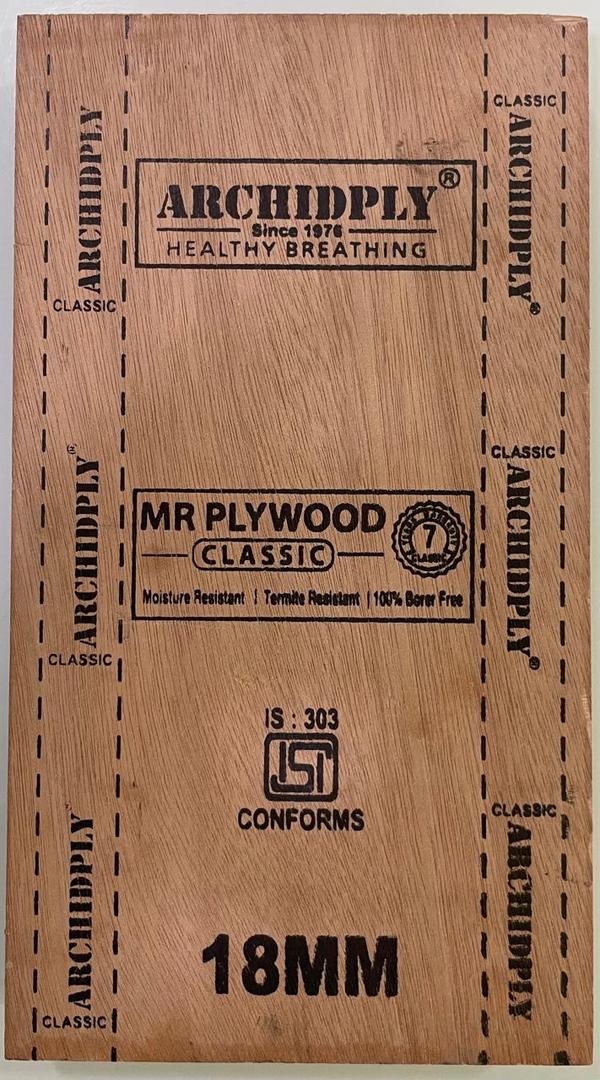 ARCHIDPLY®
Since 1976
HEALTHY BREATHING
MR PLYWOOD
CLASSIC
7
CLASSIC
Moisture Resistant | Termite Resistant | 100% Borer Free
IS : 303
ISI
CONFORMS
18MM
ARCHIDPLY
CLASSIC
ARCHIDPLY®
CLASSIC
ARCHIDPLY
CLASSIC
CLASSIC
ARCHIDPLY®
CLASSIC
ARCHIDPLY®
CLASSIC
ARCHIDPLY